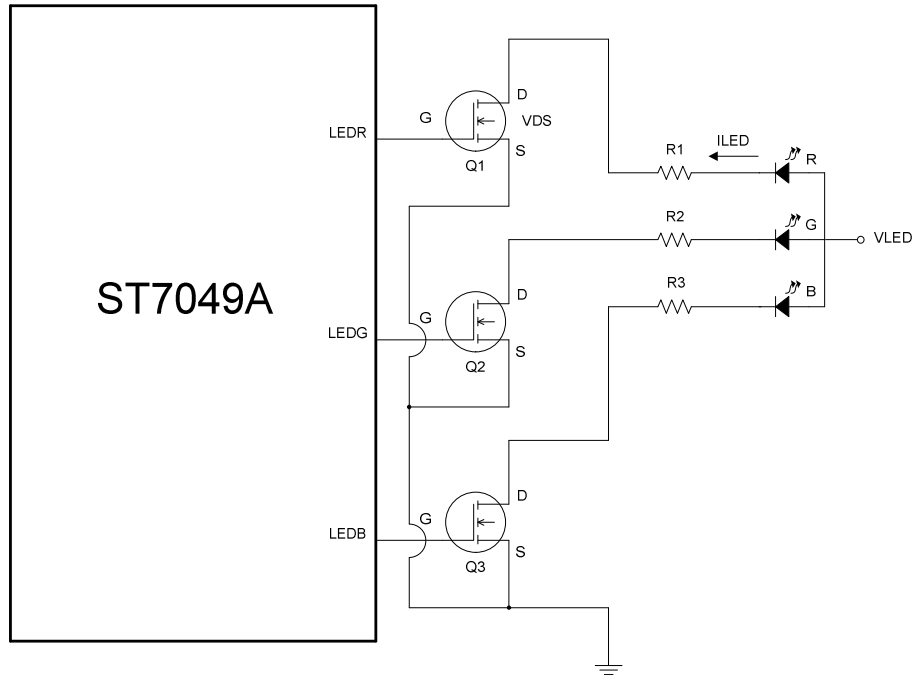 D
G
VDS
LEDR
S
Q1
R1
ILED
R
R2
G
VLED
R3
B
ST7049A
D
G
LEDG
S
Q2
D
G
LEDB
S
Q3